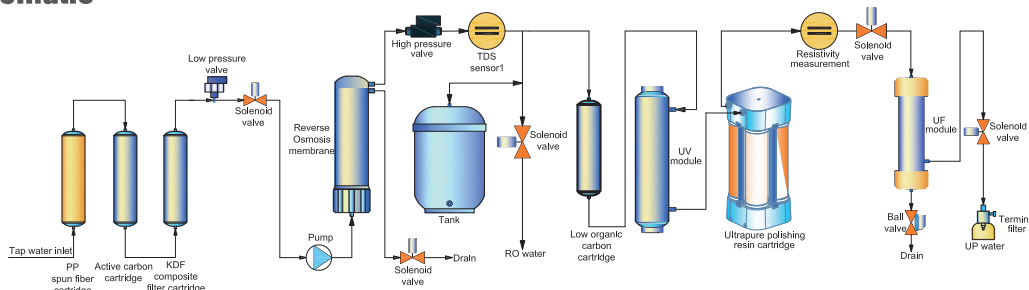 Low pressure
valve
Solenoid
valve
Tap water inlet
PP
spun fiber
cartridge
Active carbon
cartridge
KDF
composite
filter cartridge
Reverse
Osmosis
membrane
Pump
High pressure
valve
TDS
sensor1
Tank
Solenoid
valve
Drain
Solenoid
valve
RO water
Low organic
carbon
cartridge
UV
module
Ultrapure polishing
resin cartridge
Resistivity
measurement
Solenoid
valve
UF
module
Ball
valve
Drain
Solenoid
valve
Termin
filter
UP water